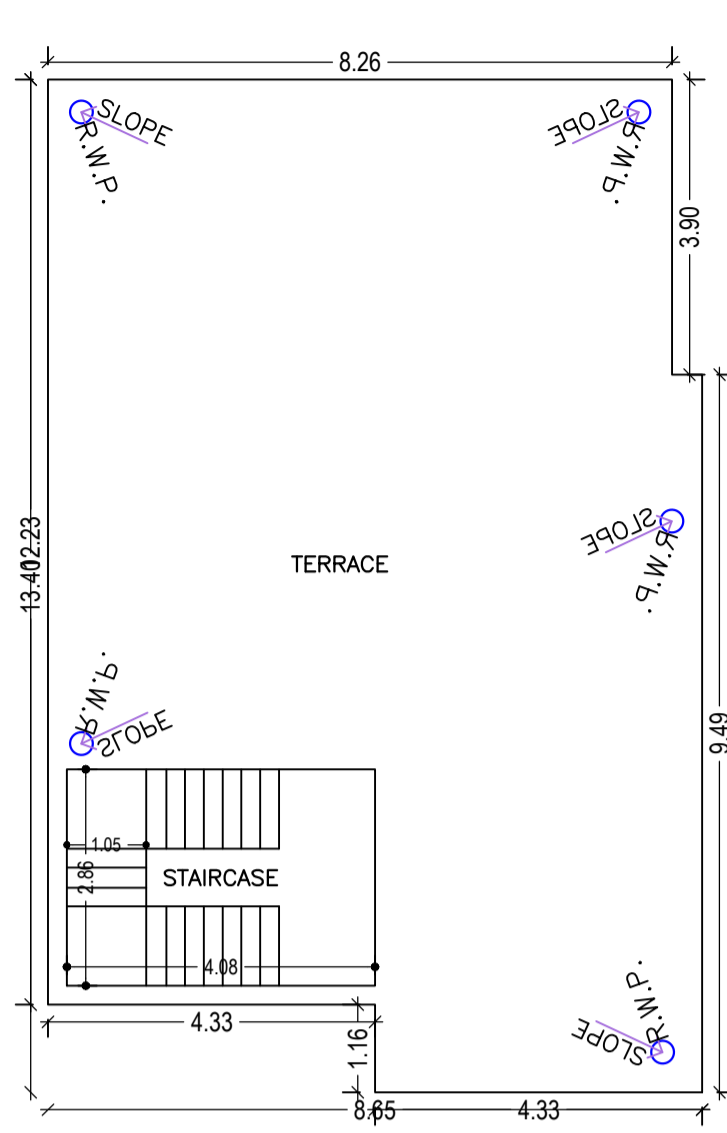 8.26
SLOPE
R.W.P.
SLOPE
R.W.P.
3.90
SLOPE
R.W.P.
12.23
13.40
TERRACE
R.W.P.
SLOPE
9.49
1.05
2.86
STAIRCASE
4.08
4.33
1.16
R.W.P.
SLOPE
8.65
4.33